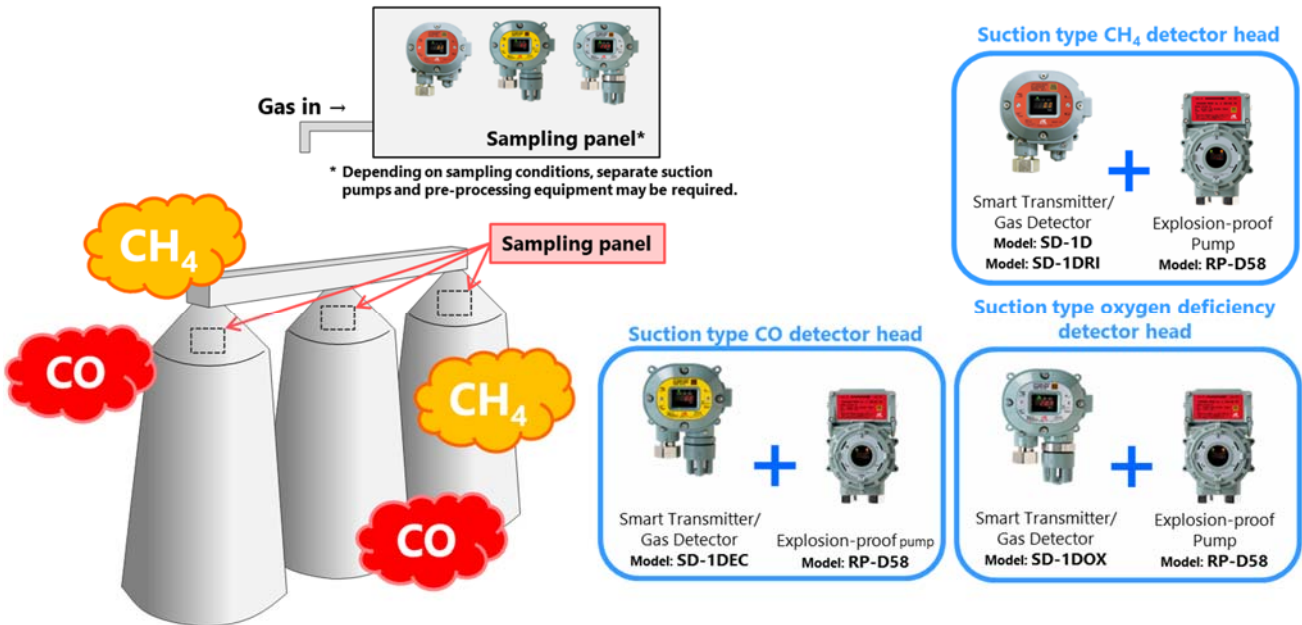 Gas in →
Sampling panel*
* Depending on sampling conditions, separate suction
pumps and pre-processing equipment may be required.
CH₄
Sampling panel
CO
CH₄
CO
Suction type CH₄ detector head
Smart Transmitter/
Gas Detector
Model: SD-1D
Model: SD-1DRI
+
Explosion-proof
Pump
Model: RP-D58
Suction type CO detector head
Smart Transmitter/
Gas Detector
Model: SD-1DEC
+
Explosion-proof pump
Model: RP-D58
Suction type oxygen deficiency
detector head
Smart Transmitter/
Gas Detector
Model: SD-1DOX
+
Explosion-proof
Pump
Model: RP-D58